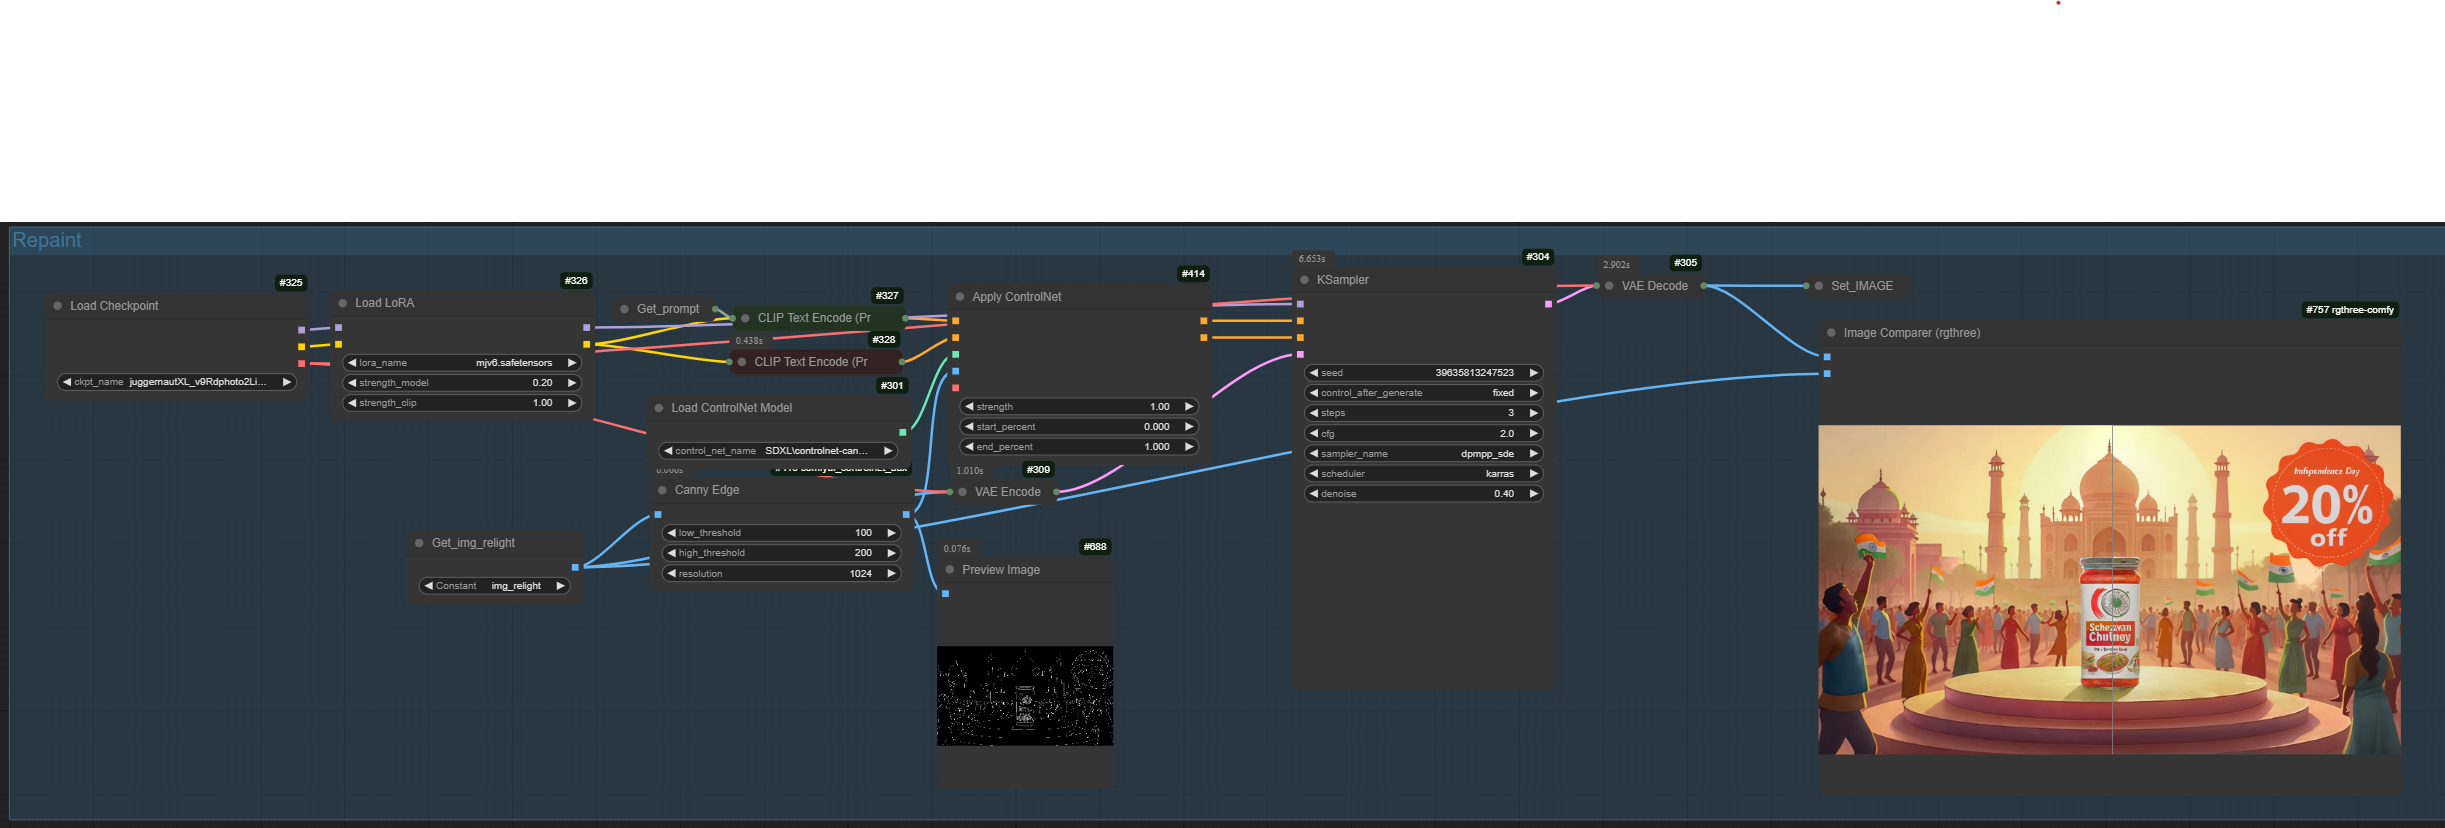 Repaint
#325
Load Checkpoint
ckpt_name juggernautXL_v9Rdphoto2Li...
#326
Load LoRA
lora_name mjv6.safetensors
strength_model 0.20
strength_clip 1.00
Get_prompt
#327
CLIP Text Encode (Pr
0.438s
#328
CLIP Text Encode (Pr
#301
Load ControlNet Model
control_net_name SDXL\controlnet-can...
Canny Edge
low_threshold 100
high_threshold 200
resolution 1024
Get_img_relight
Constant img_relight
#414
Apply ControlNet
strength 1.00
start_percent 0.000
end_percent 1.000
1.010s
#309
VAE Encode
0.076s
#688
Preview Image
6.653s
#304
KSampler
seed 39635813247523
control_after_generate fixed
steps 3
cfg 2.0
sampler_name dpmpp_sde
scheduler karras
denoise 0.40
2.902s
#305
VAE Decode
Set_IMAGE
#757 rgthree-comfy
Image Comparer (rgthree)
Independence Day
20%
off
Schezwan
Chutney